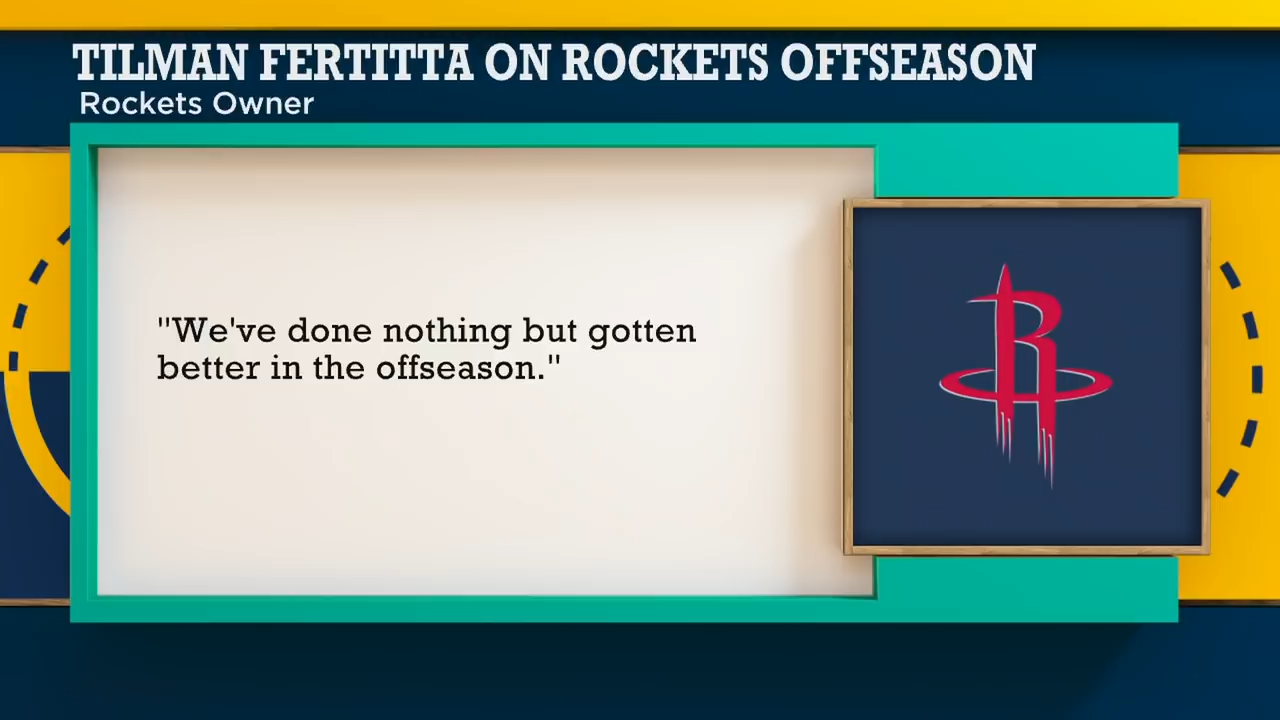 TILMAN FERTITTA ON ROCKETS OFFSEASON
Rockets Owner
"We've done nothing but gotten
better in the offseason."